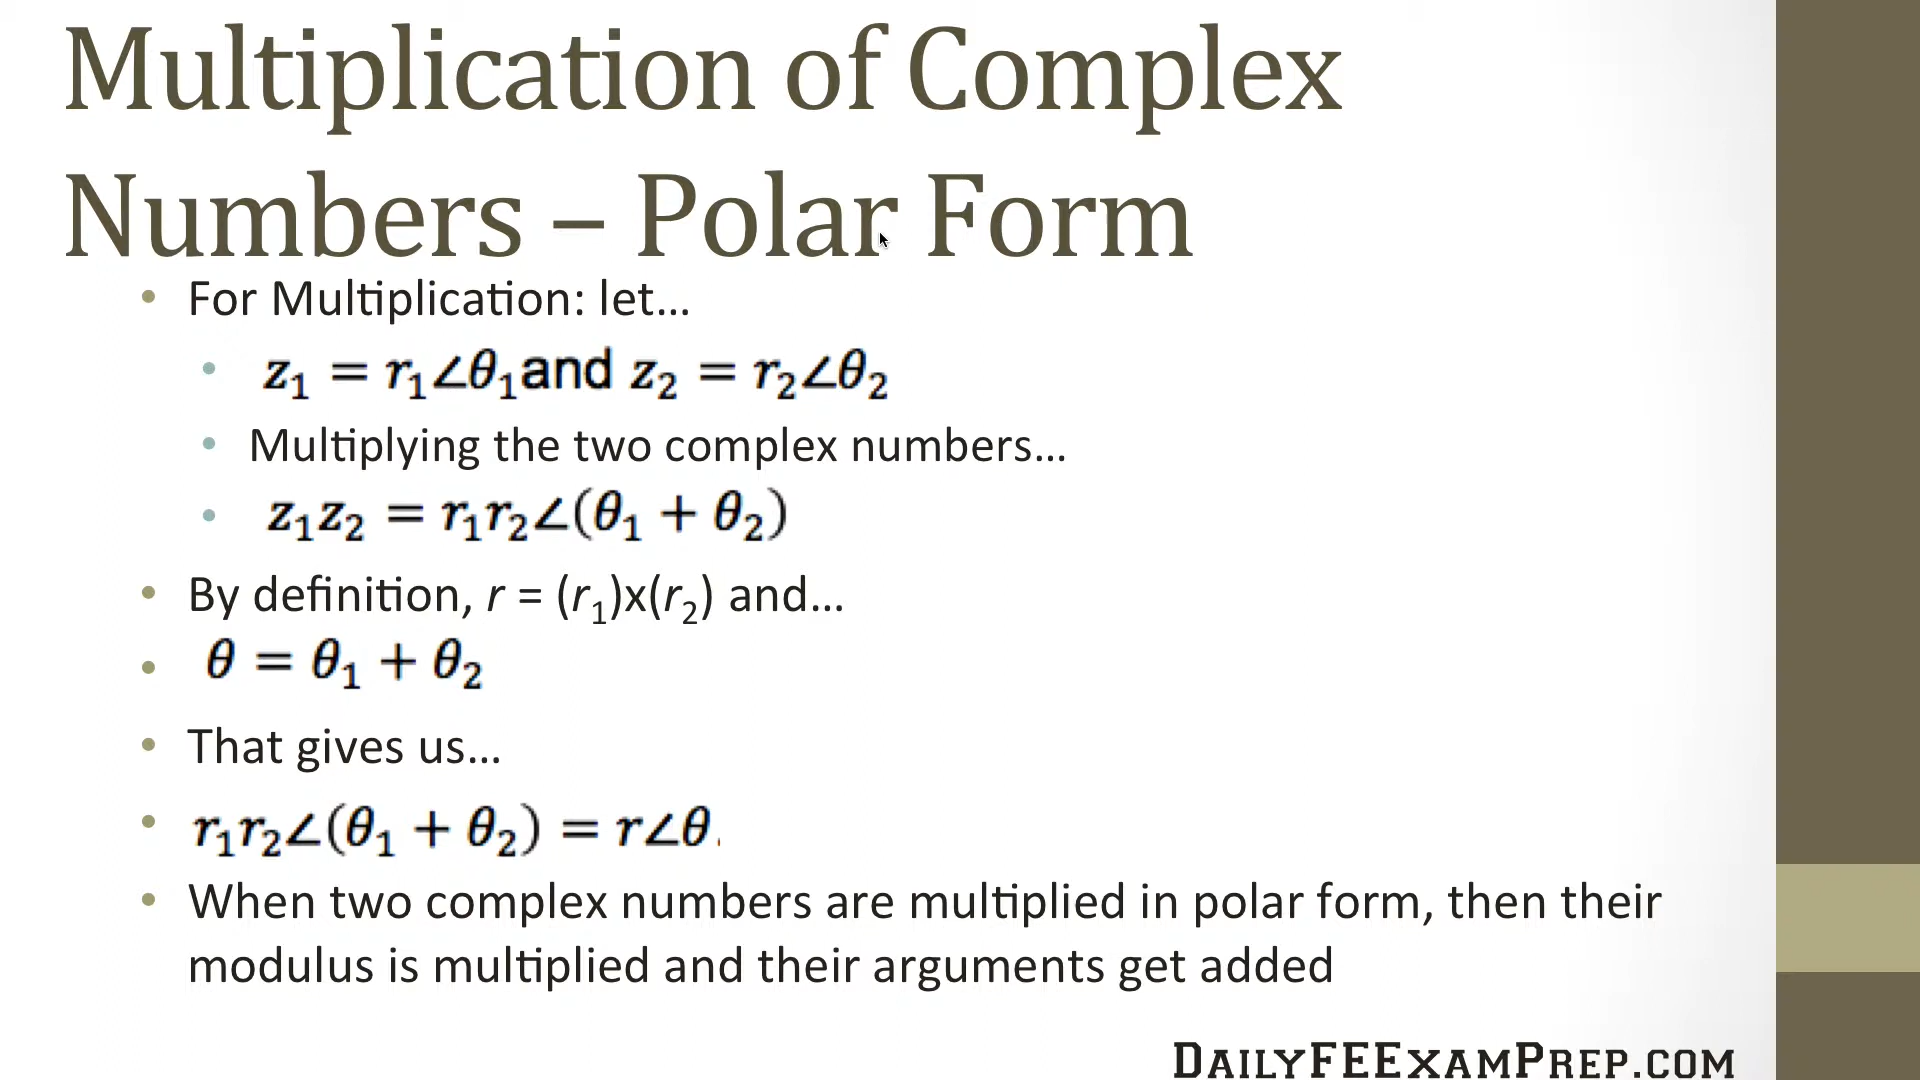 Multiplication of Complex
Numbers – Polar Form
• For Multiplication: let…
• z₁ = r₁∠θ₁and z₂ = r₂∠θ₂
• Multiplying the two complex numbers…
• z₁z₂ = r₁r₂∠(θ₁ + θ₂)
• By definition, r = (r₁)x(r₂) and…
• θ = θ₁ + θ₂
• That gives us…
• r₁r₂∠(θ₁ + θ₂) = r∠θ.
• When two complex numbers are multiplied in polar form, then their
modulus is multiplied and their arguments get added
DAILYFEEXAMPREP.COM